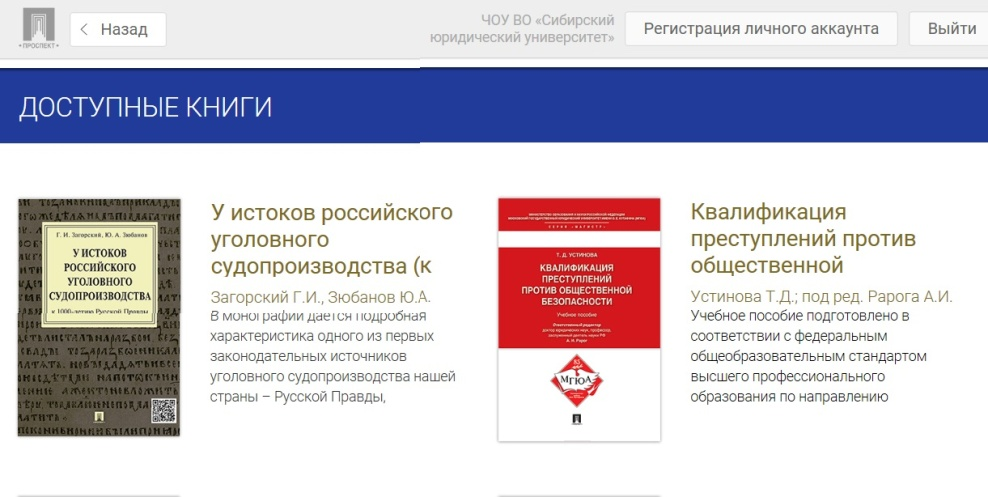 • ПРОСПЕКТ •
Назад
ЧОУ ВО «Сибирский
юридический университет»
Регистрация личного аккаунта
Выйти
ДОСТУПНЫЕ КНИГИ
Г. И. Загорский, Ю. А. Зюбанов
У ИСТОКОВ
РОССИЙСКОГО
УГОЛОВНОГО
СУДОПРОИЗВОДСТВА
к 1000-летию Русской Правды
У истоков российского
уголовного
судопроизводства (к
Загорский Г.И., Зюбанов Ю.А.
В монографии дается подробная
характеристика одного из первых
законодательных источников
уголовного судопроизводства нашей
страны – Русской Правды,
Т. Д. УСТИНОВА
КВАЛИФИКАЦИЯ
ПРЕСТУПЛЕНИЙ
ПРОТИВ ОБЩЕСТВЕННОЙ
БЕЗОПАСНОСТИ
Учебное пособие
Ответственный редактор
А. И. Рарог
МГЮА
Квалификация
преступлений против
общественной
Устинова Т.Д.; под ред. Рарога А.И.
Учебное пособие подготовлено в
соответствии с федеральным
общеобразовательным стандартом
высшего профессионального
образования по направлению